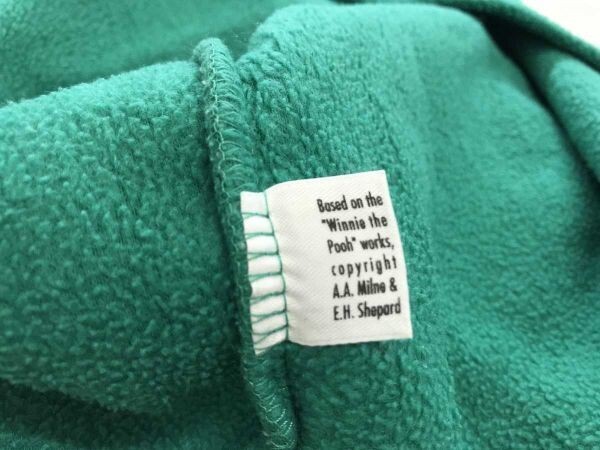 Based on the
"Winnie the
Pooh" works,
copyright
A.A. Milne &
E.H. Shepard